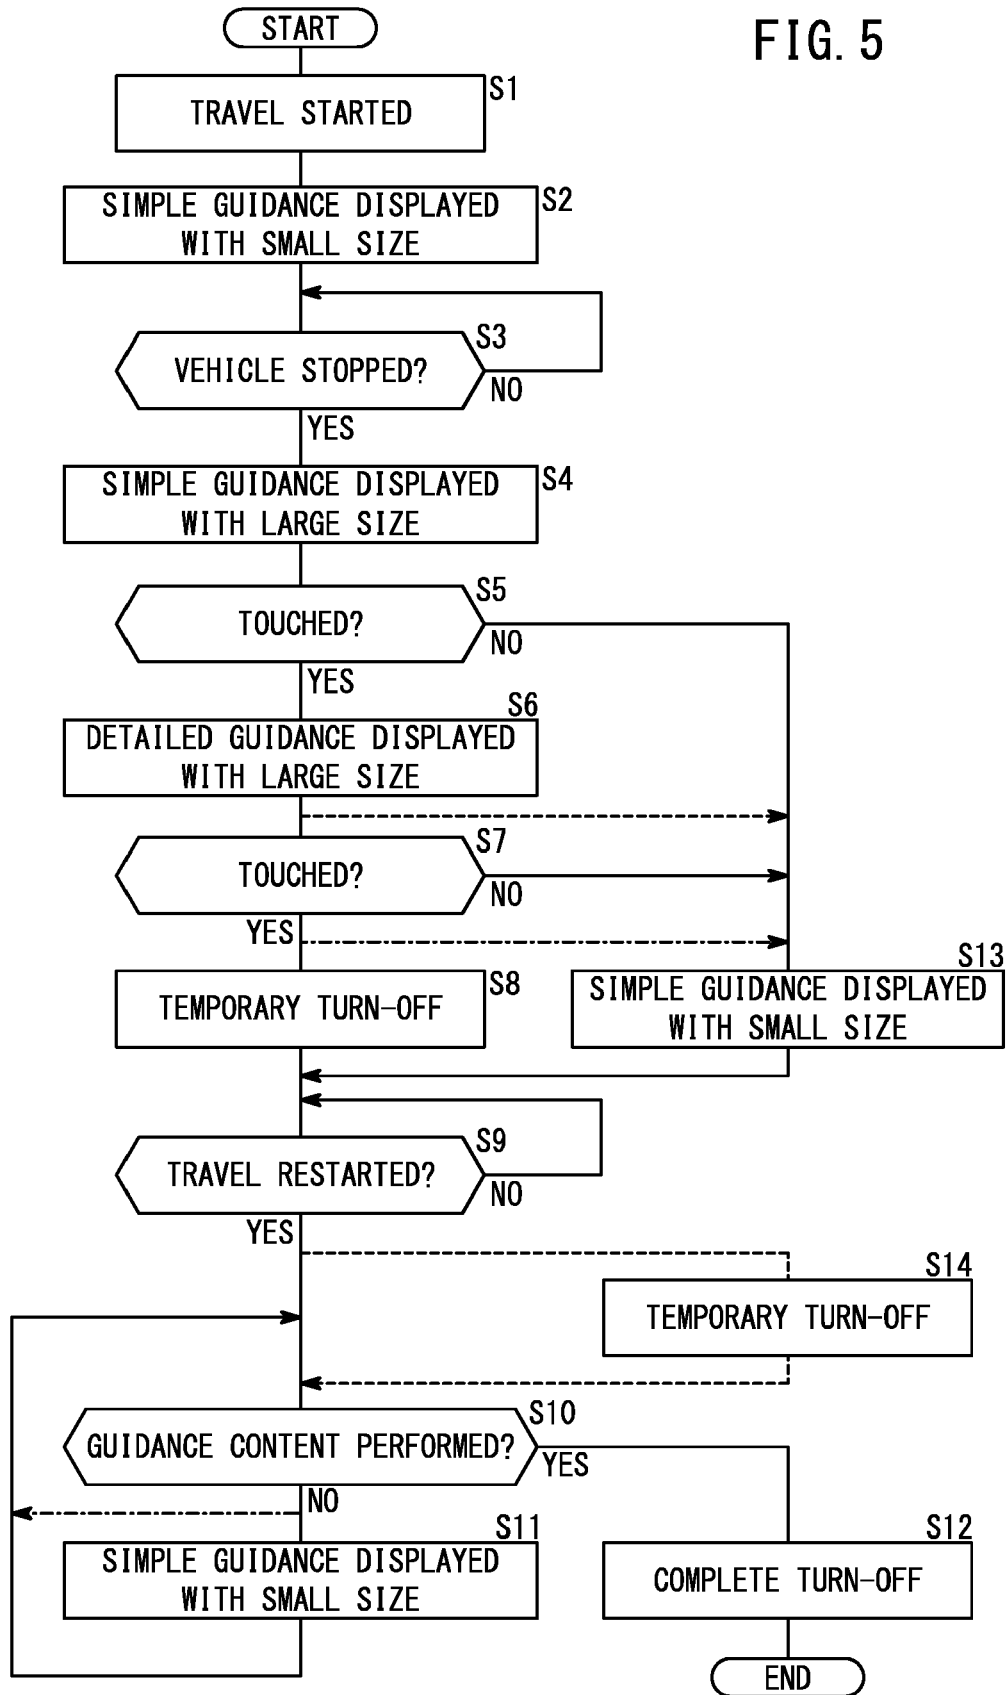 START
FIG. 5
S1
TRAVEL STARTED
S2
SIMPLE GUIDANCE DISPLAYED
WITH SMALL SIZE
S3
VEHICLE STOPPED?
NO
YES
S4
SIMPLE GUIDANCE DISPLAYED
WITH LARGE SIZE
S5
TOUCHED?
NO
YES
S6
DETAILED GUIDANCE DISPLAYED
WITH LARGE SIZE
S7
TOUCHED?
NO
YES
S8
TEMPORARY TURN-OFF
S13
SIMPLE GUIDANCE DISPLAYED
WITH SMALL SIZE
S9
TRAVEL RESTARTED?
NO
YES
S14
TEMPORARY TURN-OFF
S10
GUIDANCE CONTENT PERFORMED?
YES
NO
S11
SIMPLE GUIDANCE DISPLAYED
WITH SMALL SIZE
S12
COMPLETE TURN-OFF
END